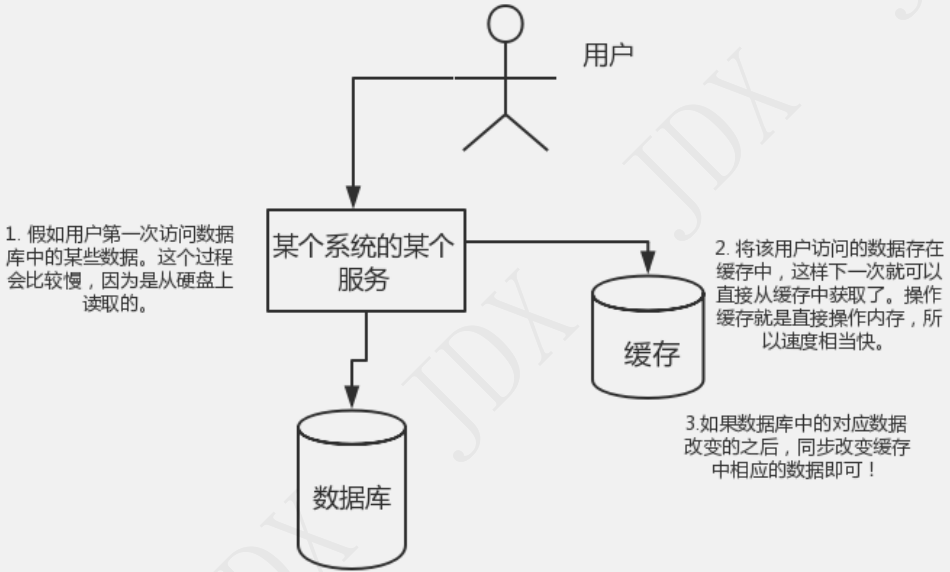 用户
1. 假如用户第一次访问数据
库中的某些数据。这个过程
会比较慢，因为是从硬盘上
读取的。
某个系统的某个
服务
2. 将该用户访问的数据存在
缓存中，这样下一次就可以
直接从缓存中获取了。操作
缓存就是直接操作内存，所
以速度相当快。
缓存
3.如果数据库中的对应数据
改变的之后，同步改变缓存
中相应的数据即可！
数据库
JDX
JDX
JDX